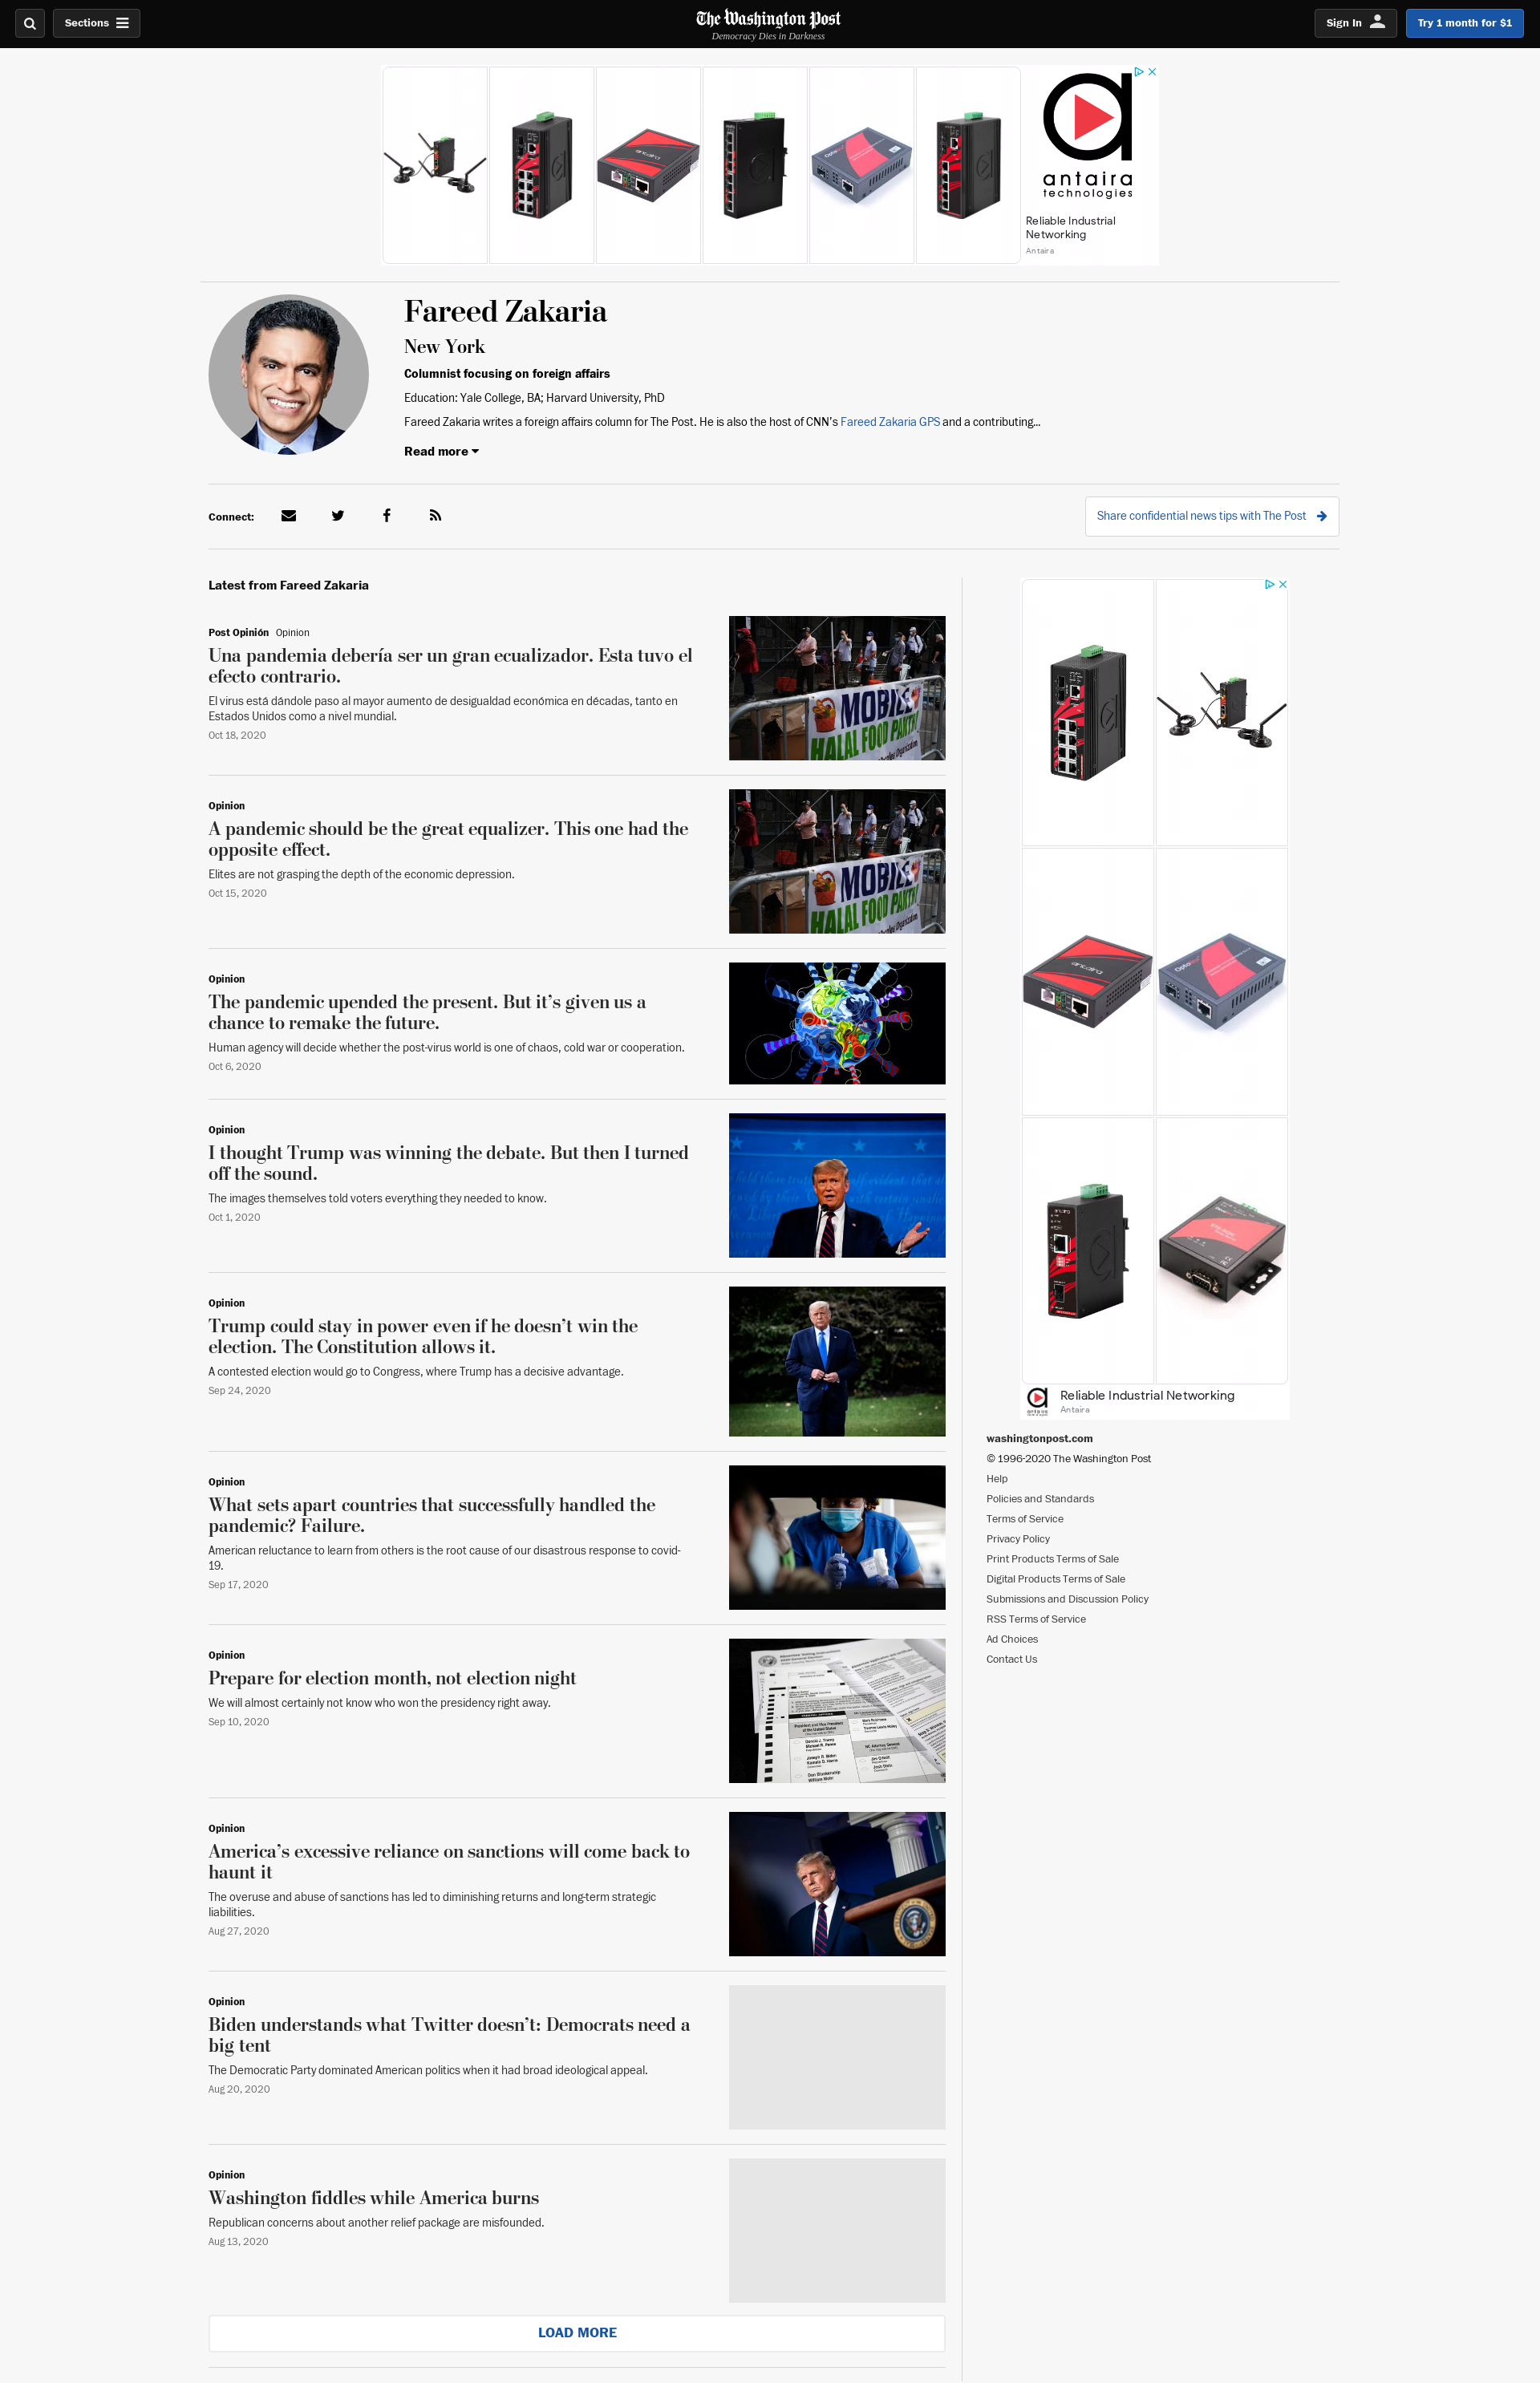 Sections
The Washington Post
Democracy Dies in Darkness
Sign In
Try 1 month for $1
antaira
technologies
Reliable Industrial
Networking
Antaira
Fareed Zakaria
New York
Columnist focusing on foreign affairs
Education: Yale College, BA; Harvard University, PhD
Fareed Zakaria writes a foreign affairs column for The Post. He is also the host of CNN’s Fareed Zakaria GPS and a contributing...
Read more
Connect:
Share confidential news tips with The Post
Latest from Fareed Zakaria
Post Opinión Opinion
Una pandemia debería ser un gran ecualizador. Esta tuvo el
efecto contrario.
El virus está dándole paso al mayor aumento de desigualdad económica en décadas, tanto en
Estados Unidos como a nivel mundial.
Oct 18, 2020
MOBILE
HALAL FOOD PANTRY
Opinion
A pandemic should be the great equalizer. This one had the
opposite effect.
Elites are not grasping the depth of the economic depression.
Oct 15, 2020
MOBILE
HALAL FOOD PANTRY
Opinion
The pandemic upended the present. But it’s given us a
chance to remake the future.
Human agency will decide whether the post-virus world is one of chaos, cold war or cooperation.
Oct 6, 2020
Opinion
I thought Trump was winning the debate. But then I turned
off the sound.
The images themselves told voters everything they needed to know.
Oct 1, 2020
Opinion
Trump could stay in power even if he doesn’t win the
election. The Constitution allows it.
A contested election would go to Congress, where Trump has a decisive advantage.
Sep 24, 2020
Opinion
What sets apart countries that successfully handled the
pandemic? Failure.
American reluctance to learn from others is the root cause of our disastrous response to covid-
19.
Sep 17, 2020
Opinion
Prepare for election month, not election night
We will almost certainly not know who won the presidency right away.
Sep 10, 2020
Opinion
America’s excessive reliance on sanctions will come back to
haunt it
The overuse and abuse of sanctions has led to diminishing returns and long-term strategic
liabilities.
Aug 27, 2020
Opinion
Biden understands what Twitter doesn’t: Democrats need a
big tent
The Democratic Party dominated American politics when it had broad ideological appeal.
Aug 20, 2020
Opinion
Washington fiddles while America burns
Republican concerns about another relief package are misfounded.
Aug 13, 2020
LOAD MORE
antaira
Reliable Industrial Networking
Antaira
washingtonpost.com
© 1996-2020 The Washington Post
Help
Policies and Standards
Terms of Service
Privacy Policy
Print Products Terms of Sale
Digital Products Terms of Sale
Submissions and Discussion Policy
RSS Terms of Service
Ad Choices
Contact Us